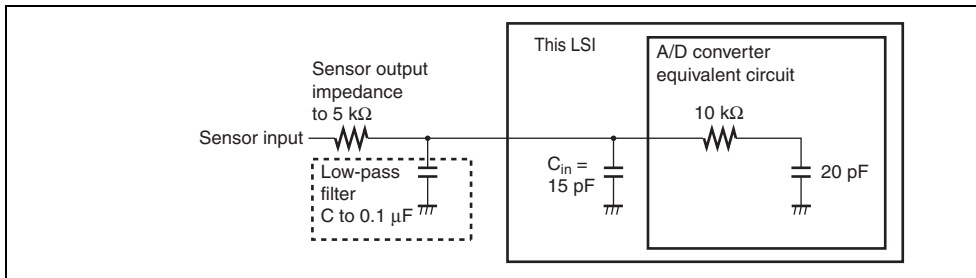 This LSI
A/D converter
equivalent circuit
Sensor output
impedance
to 5 kΩ
10 kΩ
Sensor input
Low-pass
filter
C to 0.1 μF
Cin =
15 pF
20 pF